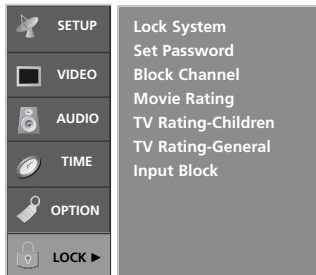 SETUP
VIDEO
AUDIO
TIME
OPTION
LOCK ►
Lock System
Set Password
Block Channel
Movie Rating
TV Rating-Children
TV Rating-General
Input Block